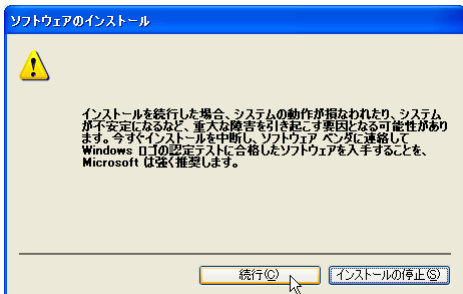 ソフトウェアのインストール
インストールを続行した場合、システムの動作が損なわれたり、システム
が不安定になるなど、重大な障害を引き起こす要因となる可能性があり
ます。今すぐインストールを中断し、ソフトウェア ベンダに連絡して
Windows ロゴの認定テストに合格したソフトウェアを入手することを、
Microsoft は強く推奨します。
続行(C)
インストールの停止(S)